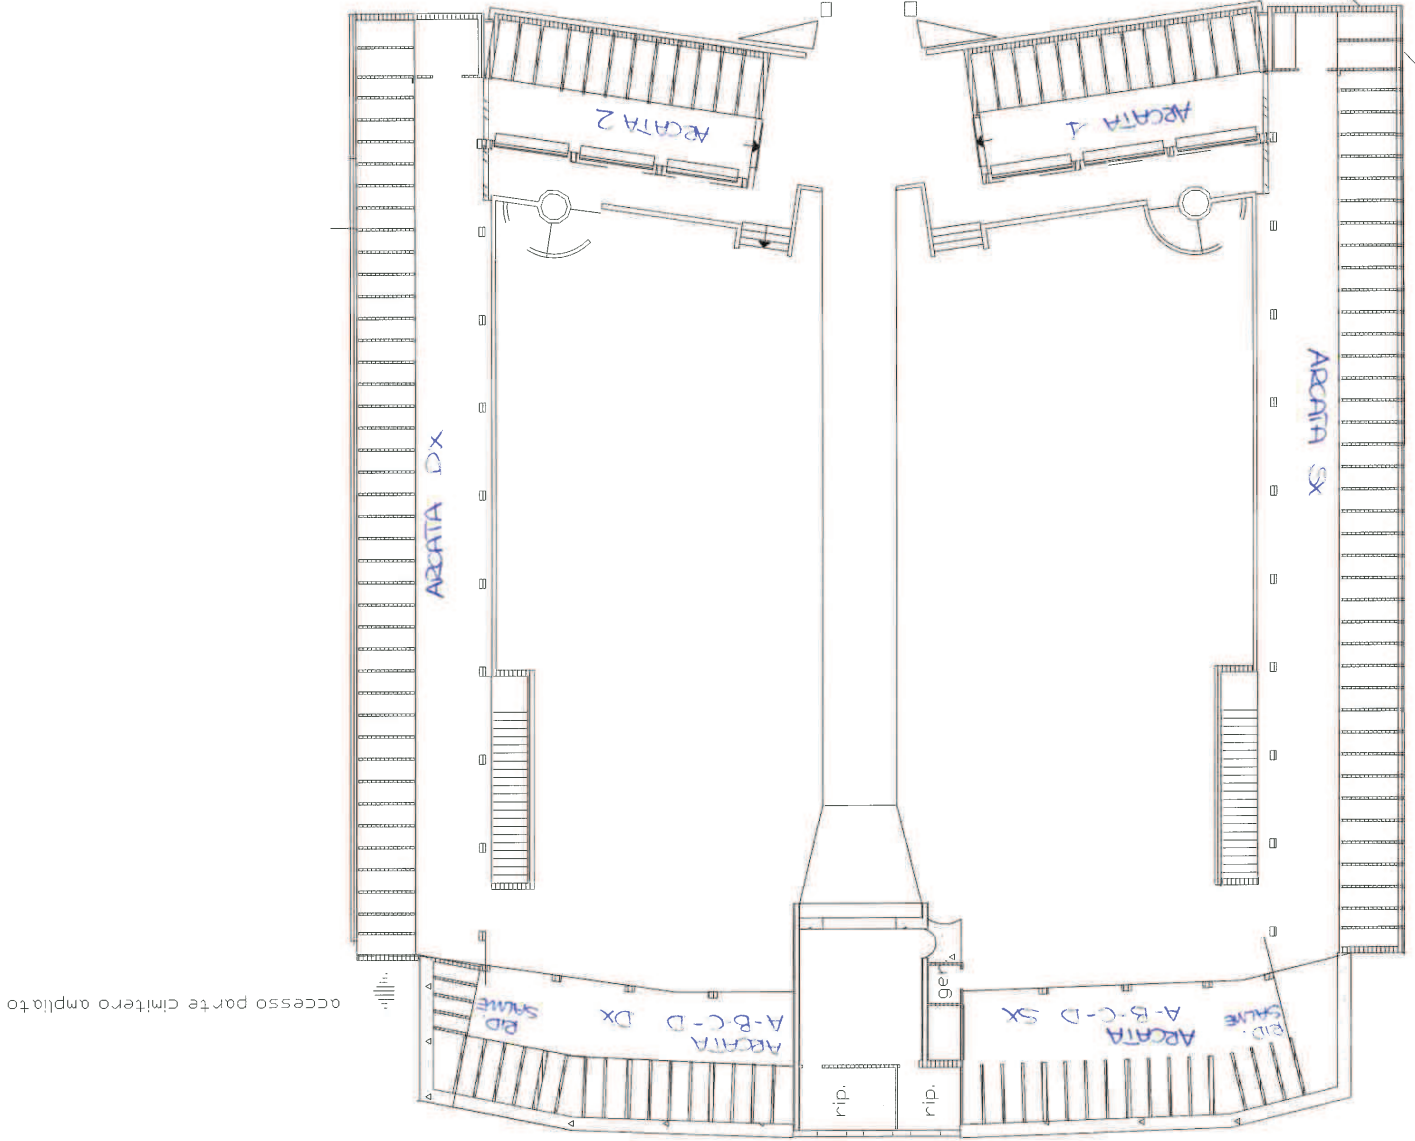 ARCATA 2
ARCATA 1
ARCATA DX
ARCATA SX
accesso parte cimitero ampliato
RID.
SALME
ARCATA
A-B-C-D DX
ger.
ARCATA
A-B-C-D SX
RID.
SALME
rip.
rip.